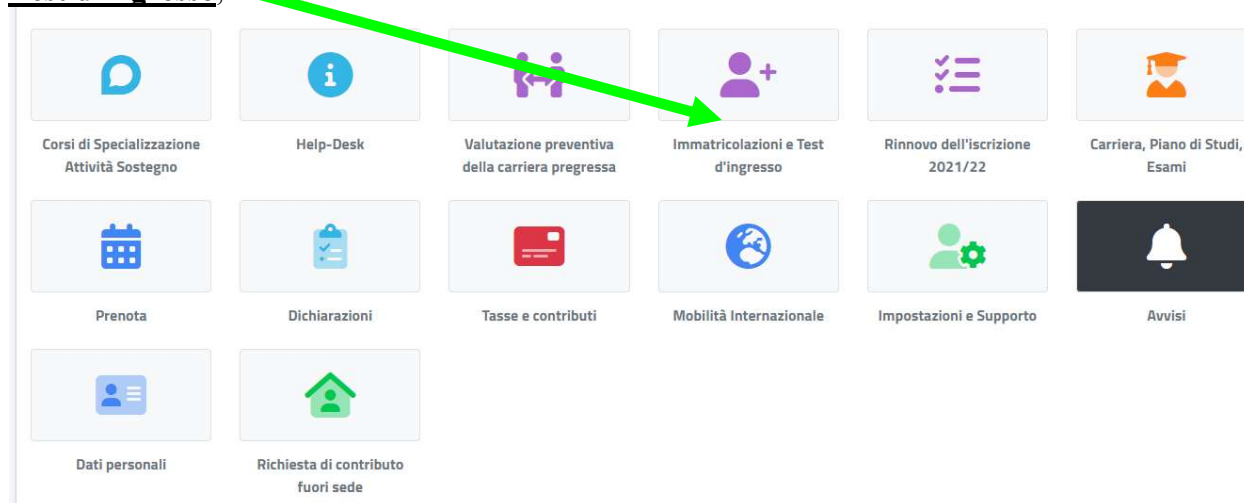 Corsi di Specializzazione
Attività Sostegno
Help-Desk
Valutazione preventiva
della carriera pregressa
Immatricolazioni e Test
d'ingresso
Rinnovo dell'iscrizione
2021/22
Carriera, Piano di Studi,
Esami
Prenota
Dichiarazioni
Tasse e contributi
Mobilità Internazionale
Impostazioni e Supporto
Avvisi
Dati personali
Richiesta di contributo
fuori sede